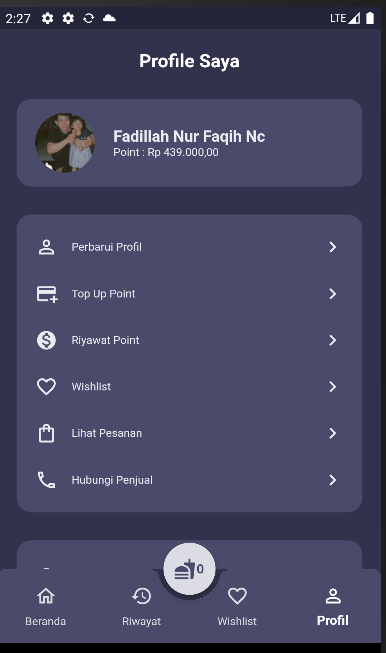 2:27
LTE
Profile Saya
Fadillah Nur Faqih Nc
Point : Rp 439.000,00
Perbarui Profil
Top Up Point
Riyawat Point
Wishlist
Lihat Pesanan
Hubungi Penjual
0
Beranda
Riwayat
Wishlist
Profil